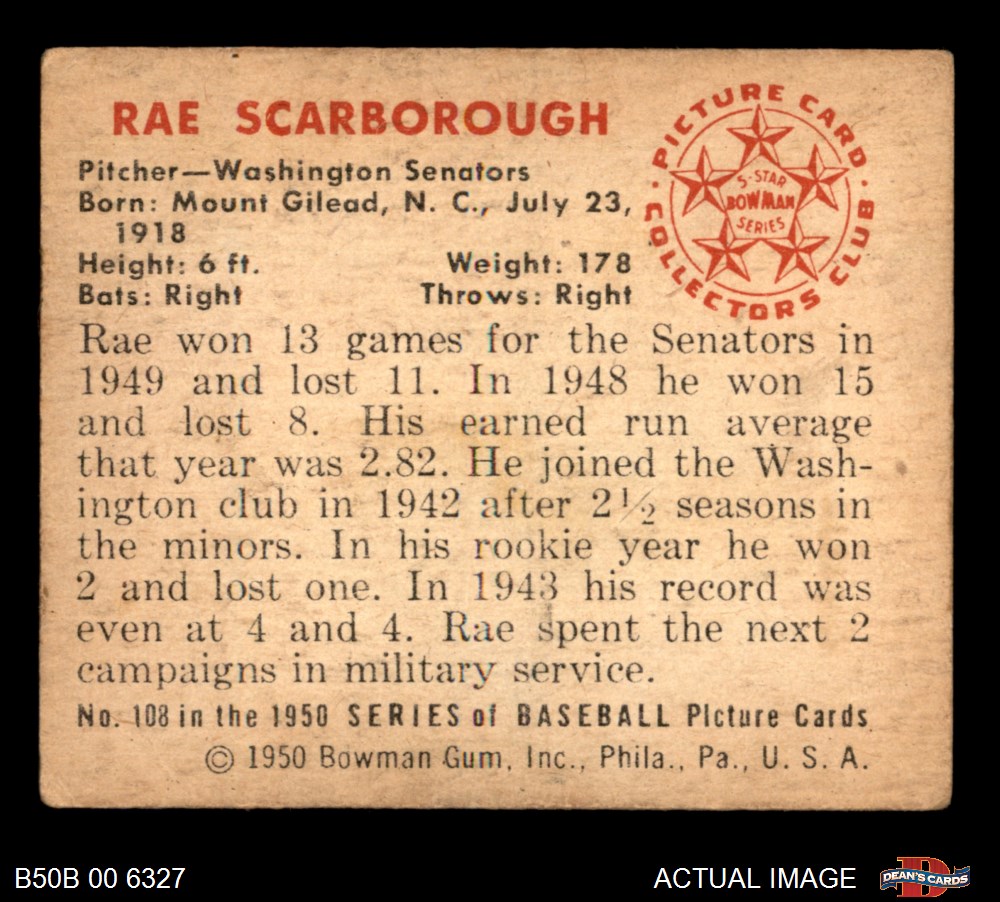 RAE SCARBOROUGH
Pitcher—Washington Senators
Born: Mount Gilead, N. C., July 23,
1918
Height: 6 ft. Weight: 178
Bats: Right Throws: Right
PICTURE CARD
COLLECTORS CLUB
5-STAR
BOWMAN
SERIES
Rae won 13 games for the Senators in
1949 and lost 11. In 1948 he won 15
and lost 8. His earned run average
that year was 2.82. He joined the Wash-
ington club in 1942 after 2½ seasons in
the minors. In his rookie year he won
2 and lost one. In 1943 his record was
even at 4 and 4. Rae spent the next 2
campaigns in military service.
No. 108 in the 1950 SERIES of BASEBALL Picture Cards
© 1950 Bowman Gum, Inc., Phila., Pa., U. S. A.
B50B 00 6327
ACTUAL IMAGE
D
DEAN'S CARDS